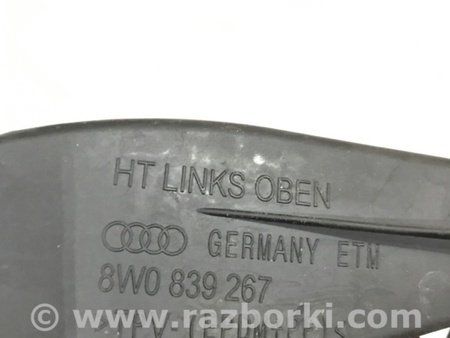 HT LINKS OBEN
GERMANY ETM
8W0 839 267
© www.razborki.com